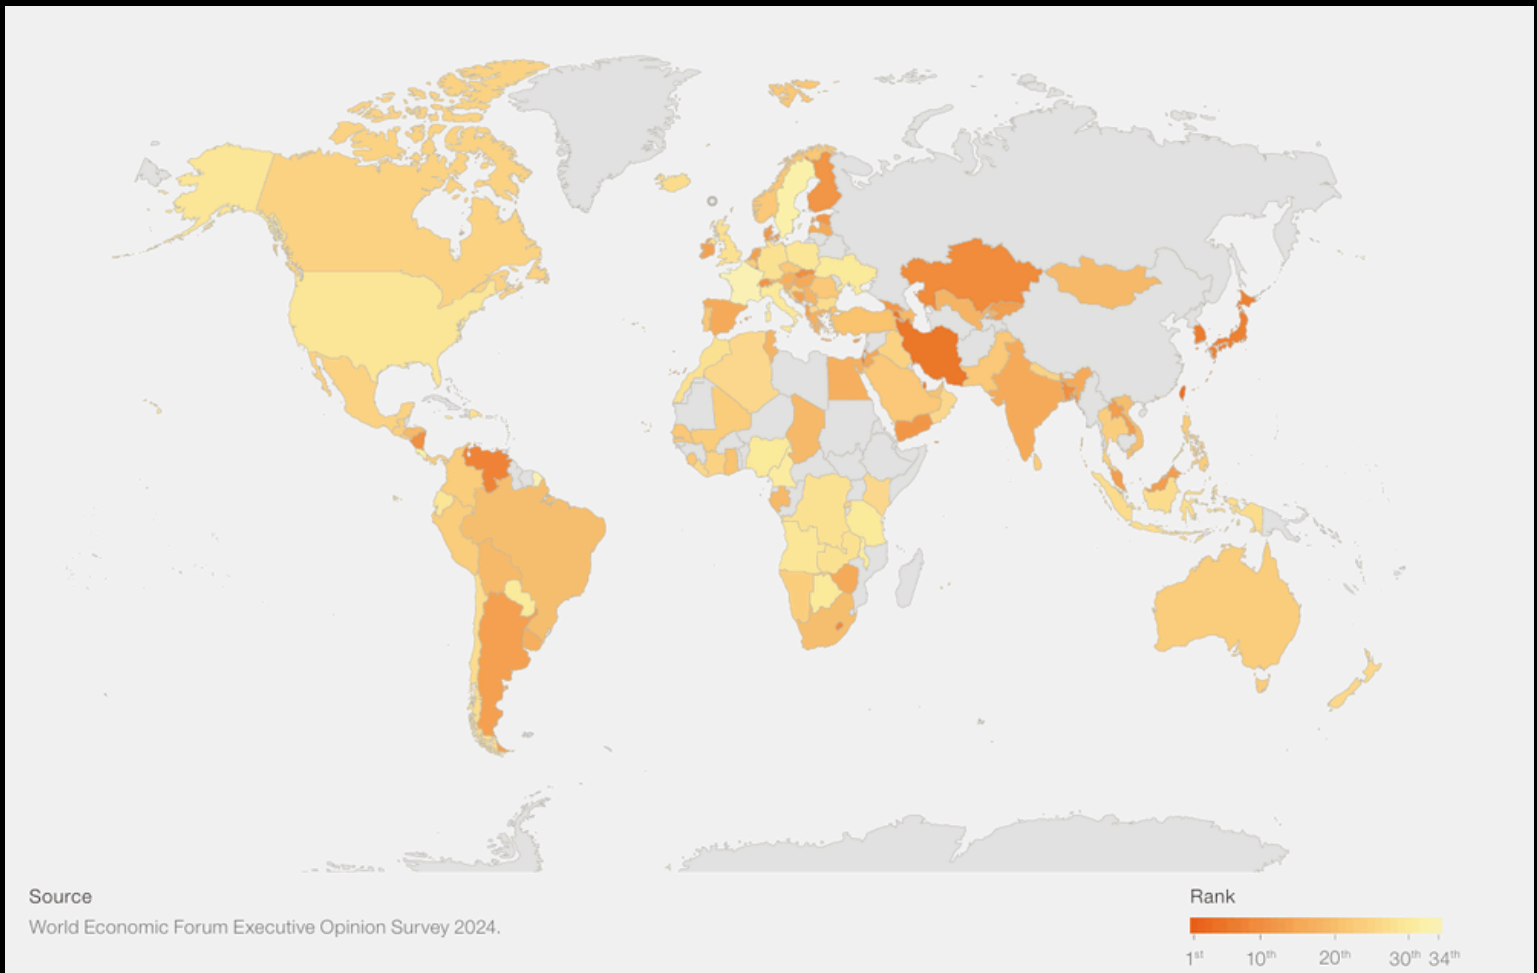 Source
World Economic Forum Executive Opinion Survey 2024.
Rank
1st 10th 20th 30th 34th